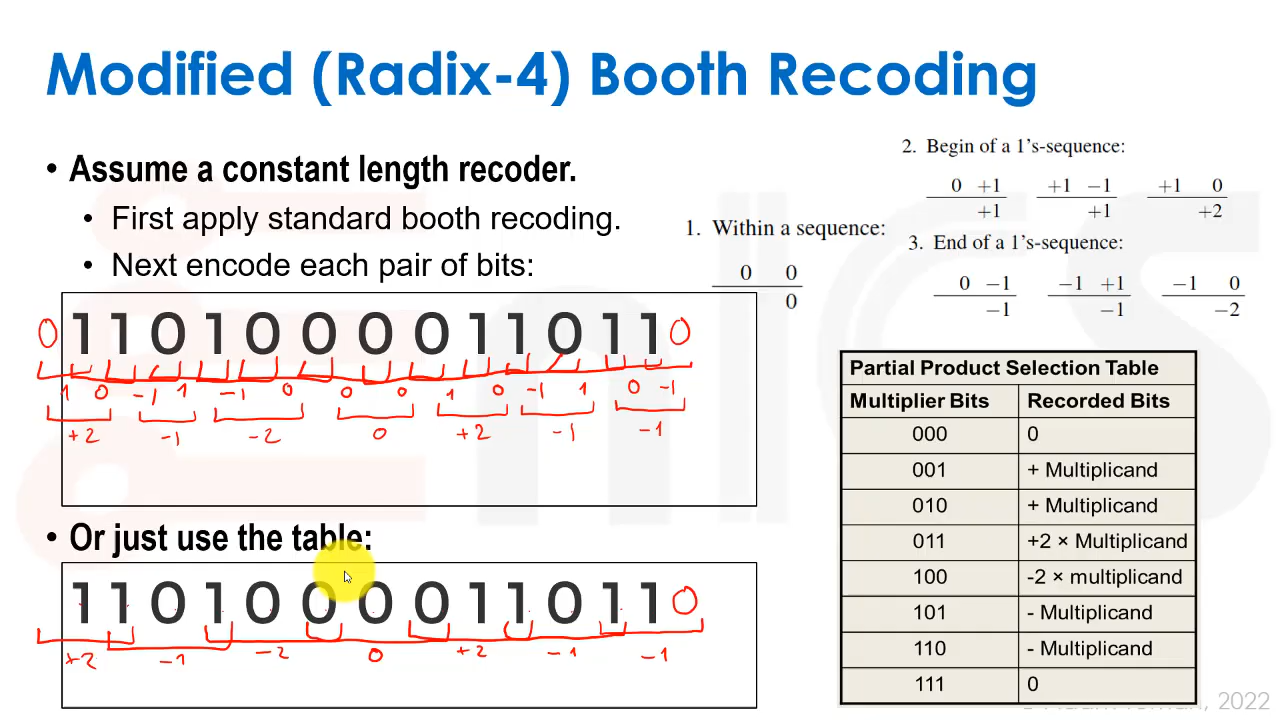 Modified (Radix-4) Booth Recoding
• Assume a constant length recoder.
• First apply standard booth recoding.
• Next encode each pair of bits:
1. Within a sequence:
0 0
0
2. Begin of a 1's-sequence:
0 +1 +1 −1 +1 0
+1 +1 +2
3. End of a 1's-sequence:
0 −1 −1 +1 −1 0
−1 −1 −2
0 1 1 0 1 0 0 0 0 1 1 0 1 1 0
1 0 -1 1 -1 0 0 0 1 0 -1 1 0 -1
+2 -1 -2 0 +2 -1 -1
• Or just use the table:
1 1 0 1 0 0 0 0 1 1 0 1 1 0
+2 -1 -2 0 +2 -1 -1
Partial Product Selection Table
Multiplier Bits Recorded Bits
000 0
001 + Multiplicand
010 + Multiplicand
011 +2 × Multiplicand
100 -2 × multiplicand
101 - Multiplicand
110 - Multiplicand
111 0
2022